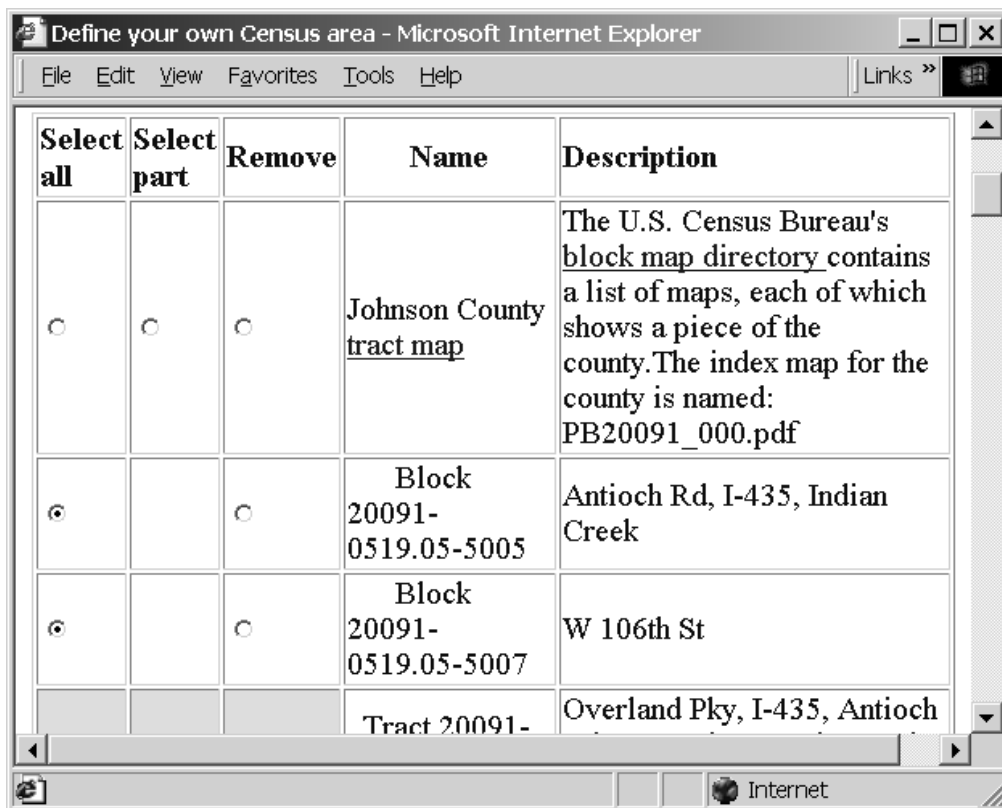 Define your own Census area - Microsoft Internet Explorer
File Edit View Favorites Tools Help Links »
Select all
Select part
Remove
Name
Description
Johnson County
tract map
The U.S. Census Bureau's
block map directory contains
a list of maps, each of which
shows a piece of the
county.The index map for the
county is named:
PB20091_000.pdf
Block
20091-
0519.05-5005
Antioch Rd, I-435, Indian
Creek
Block
20091-
0519.05-5007
W 106th St
Tract 20091-
Overland Pky, I-435, Antioch
Internet